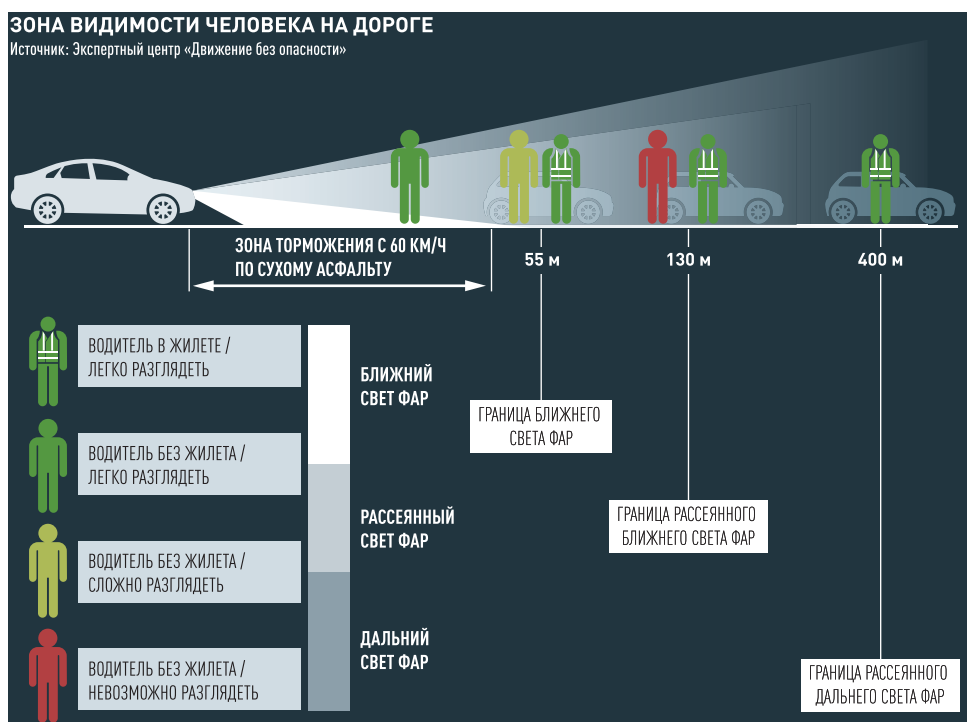 ЗОНА ВИДИМОСТИ ЧЕЛОВЕКА НА ДОРОГЕ
Источник: Экспертный центр «Движение без опасности»
ЗОНА ТОРМОЖЕНИЯ С 60 КМ/Ч
ПО СУХОМУ АСФАЛЬТУ
55 м
130 м
400 м
ВОДИТЕЛЬ В ЖИЛЕТЕ /
ЛЕГКО РАЗГЛЯДЕТЬ
ВОДИТЕЛЬ БЕЗ ЖИЛЕТА /
ЛЕГКО РАЗГЛЯДЕТЬ
ВОДИТЕЛЬ БЕЗ ЖИЛЕТА /
СЛОЖНО РАЗГЛЯДЕТЬ
ВОДИТЕЛЬ БЕЗ ЖИЛЕТА /
НЕВОЗМОЖНО РАЗГЛЯДЕТЬ
БЛИЖНИЙ
СВЕТ ФАР
РАССЕЯННЫЙ
СВЕТ ФАР
ДАЛЬНИЙ
СВЕТ ФАР
ГРАНИЦА БЛИЖНЕГО
СВЕТА ФАР
ГРАНИЦА РАССЕЯННОГО
БЛИЖНЕГО СВЕТА ФАР
ГРАНИЦА РАССЕЯННОГО
ДАЛЬНЕГО СВЕТА ФАР